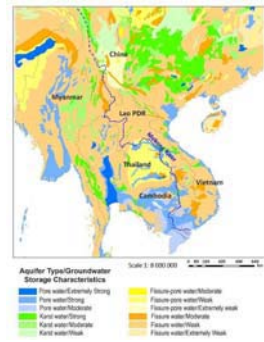 China
Myanmar
Lao PDR
Mekong River
Thailand
Vietnam
Cambodia
Scale 1: 8 000 000
Aquifer Type/Groundwater
Storage Characteristics
Pore water/Extremely Strong
Pore water/Strong
Pore water/Moderate
Karst water/Strong
Karst water/Moderate
Karst water/Weak
Fissure-pore water/Moderate
Fissure-pore water/Weak
Fissure-pore water/Extremely weak
Fissure water/Moderate
Fissure water/Weak
Fissure water/Extremely Weak